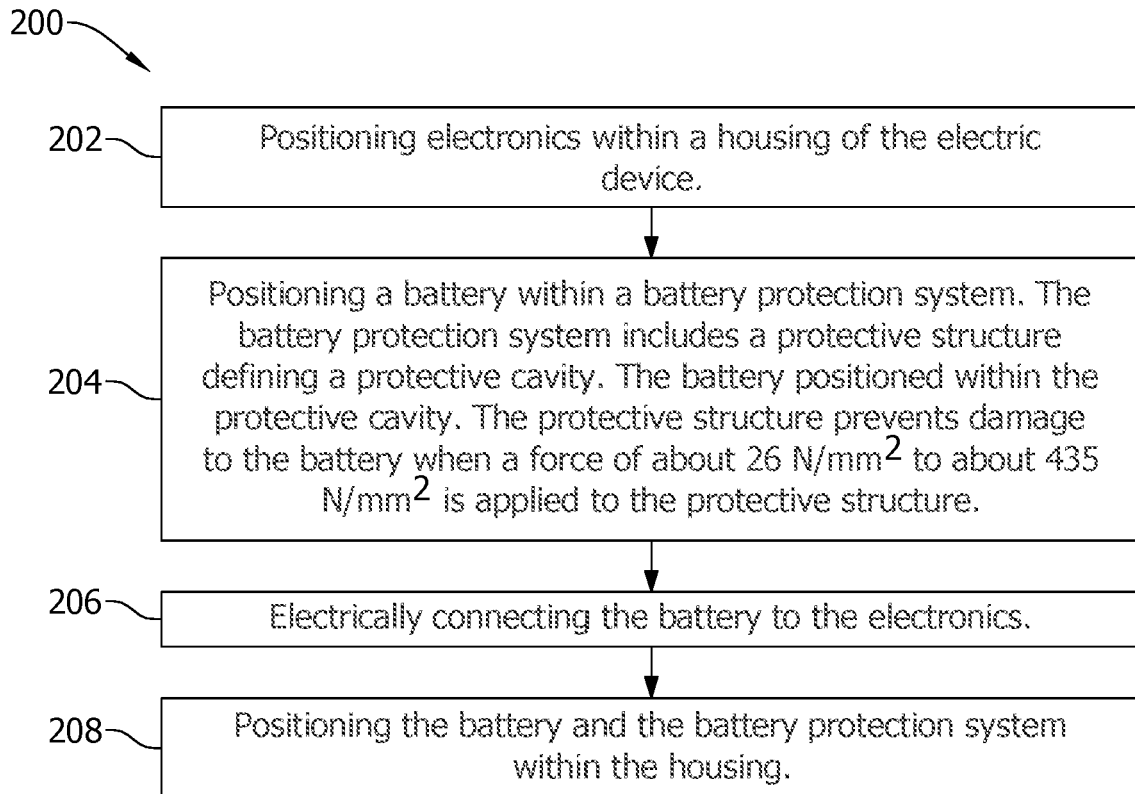 200
202
Positioning electronics within a housing of the electric
device.
204
Positioning a battery within a battery protection system. The
battery protection system includes a protective structure
defining a protective cavity. The battery positioned within the
protective cavity. The protective structure prevents damage
to the battery when a force of about 26 N/mm² to about 435
N/mm² is applied to the protective structure.
206
Electrically connecting the battery to the electronics.
208
Positioning the battery and the battery protection system
within the housing.